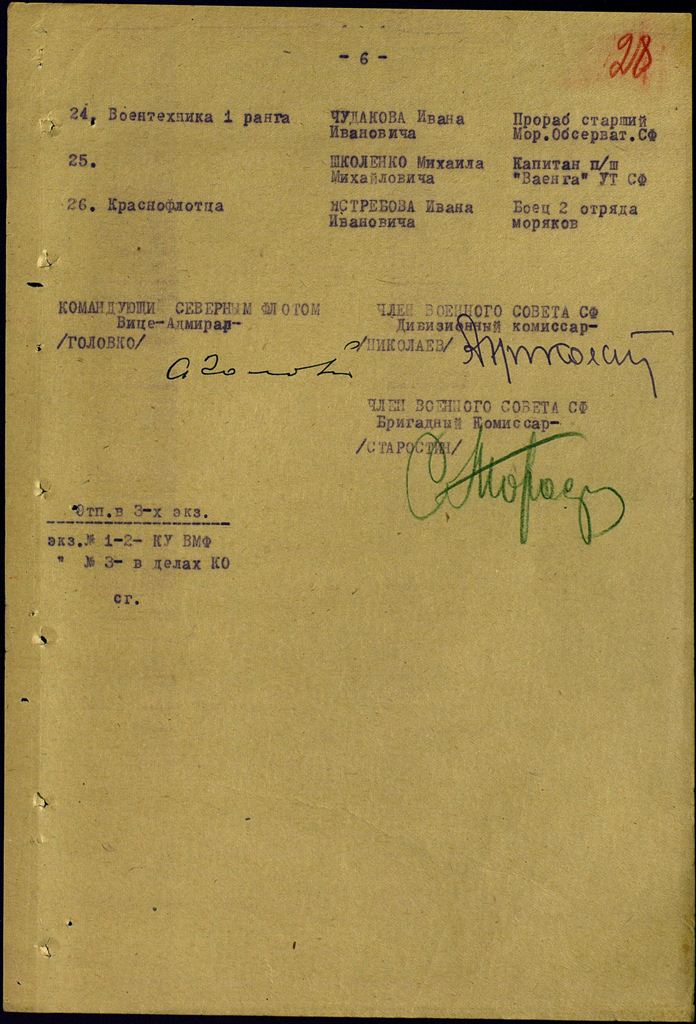 - 6 -
28
24. Воентехника 1 ранга ЧУДАКОВА Ивана Прораб старший
Ивановича Мор.Обсерват.СФ
25. ШКОЛЕНКО Михаила Капитан п/ш
Михайловича "Ваенга" УТ СФ
26. Краснофлотца ЯСТРЕБОВА Ивана Боец 2 отряда
Ивановича моряков
КОМАНДУЮЩИ СЕВЕРНЫМ ФЛОТОМ
Вице-Адмирал-
/ГОЛОВКО/
ЧЛЕН ВОЕННОГО СОВЕТА СФ
Дивизионный комиссар-
/НИКОЛАЕВ/
ЧЛЕН ВОЕННОГО СОВЕТА СФ
Бригадный Комиссар-
/СТАРОСТИН/
Отп.в 3-х экз.
экз.№ 1-2- КУ ВМФ
" № 3- в делах КО
сг.